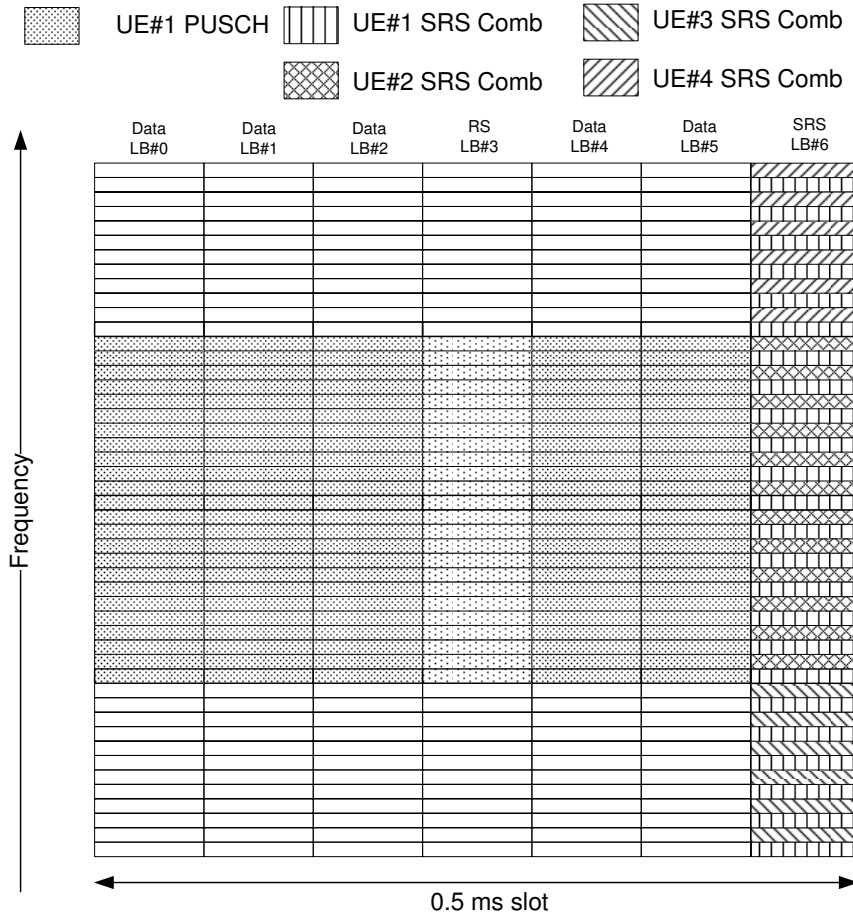 UE#1 PUSCH
UE#1 SRS Comb
UE#3 SRS Comb
UE#2 SRS Comb
UE#4 SRS Comb
Data
LB#0
Data
LB#1
Data
LB#2
RS
LB#3
Data
LB#4
Data
LB#5
SRS
LB#6
Frequency
0.5 ms slot